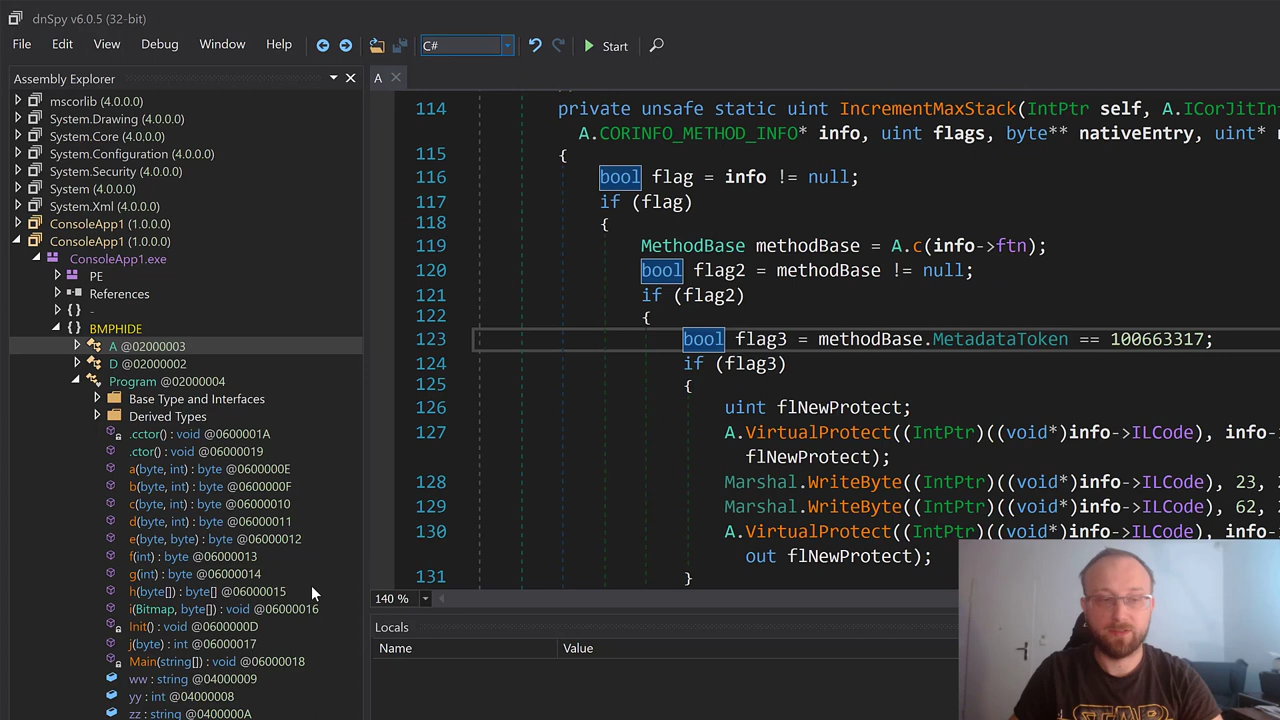 dnSpy v6.0.5 (32-bit)
File Edit View Debug Window Help C# Start
Assembly Explorer
mscorlib (4.0.0.0)
System.Drawing (4.0.0.0)
System.Core (4.0.0.0)
System.Configuration (4.0.0.0)
System.Security (4.0.0.0)
System (4.0.0.0)
System.Xml (4.0.0.0)
ConsoleApp1 (1.0.0.0)
ConsoleApp1 (1.0.0.0)
ConsoleApp1.exe
PE
References
{ } -
{ } BMPHIDE
A @02000003
D @02000002
Program @02000004
Base Type and Interfaces
Derived Types
.cctor() : void @0600001A
.ctor() : void @06000019
a(byte, int) : byte @0600000E
b(byte, int) : byte @0600000F
c(byte, int) : byte @06000010
d(byte, int) : byte @06000011
e(byte, byte) : byte @06000012
f(int) : byte @06000013
g(int) : byte @06000014
h(byte[]) : byte[] @06000015
i(Bitmap, byte[]) : void @06000016
Init() : void @0600000D
j(byte) : int @06000017
Main(string[]) : void @06000018
ww : string @04000009
yy : int @04000008
zz : string @0400000A
A
114 private unsafe static uint IncrementMaxStack(IntPtr self, A.ICorJitIn
A.CORINFO_METHOD_INFO* info, uint flags, byte** nativeEntry, uint*
115 {
116 bool flag = info != null;
117 if (flag)
118 {
119 MethodBase methodBase = A.c(info->ftn);
120 bool flag2 = methodBase != null;
121 if (flag2)
122 {
123 bool flag3 = methodBase.MetadataToken == 100663317;
124 if (flag3)
125 {
126 uint flNewProtect;
127 A.VirtualProtect((IntPtr)((void*)info->ILCode), info-
flNewProtect);
128 Marshal.WriteByte((IntPtr)((void*)info->ILCode), 23,
129 Marshal.WriteByte((IntPtr)((void*)info->ILCode), 62,
130 A.VirtualProtect((IntPtr)((void*)info->ILCode), info-
out flNewProtect);
131 }
140 %
Locals
Name Value